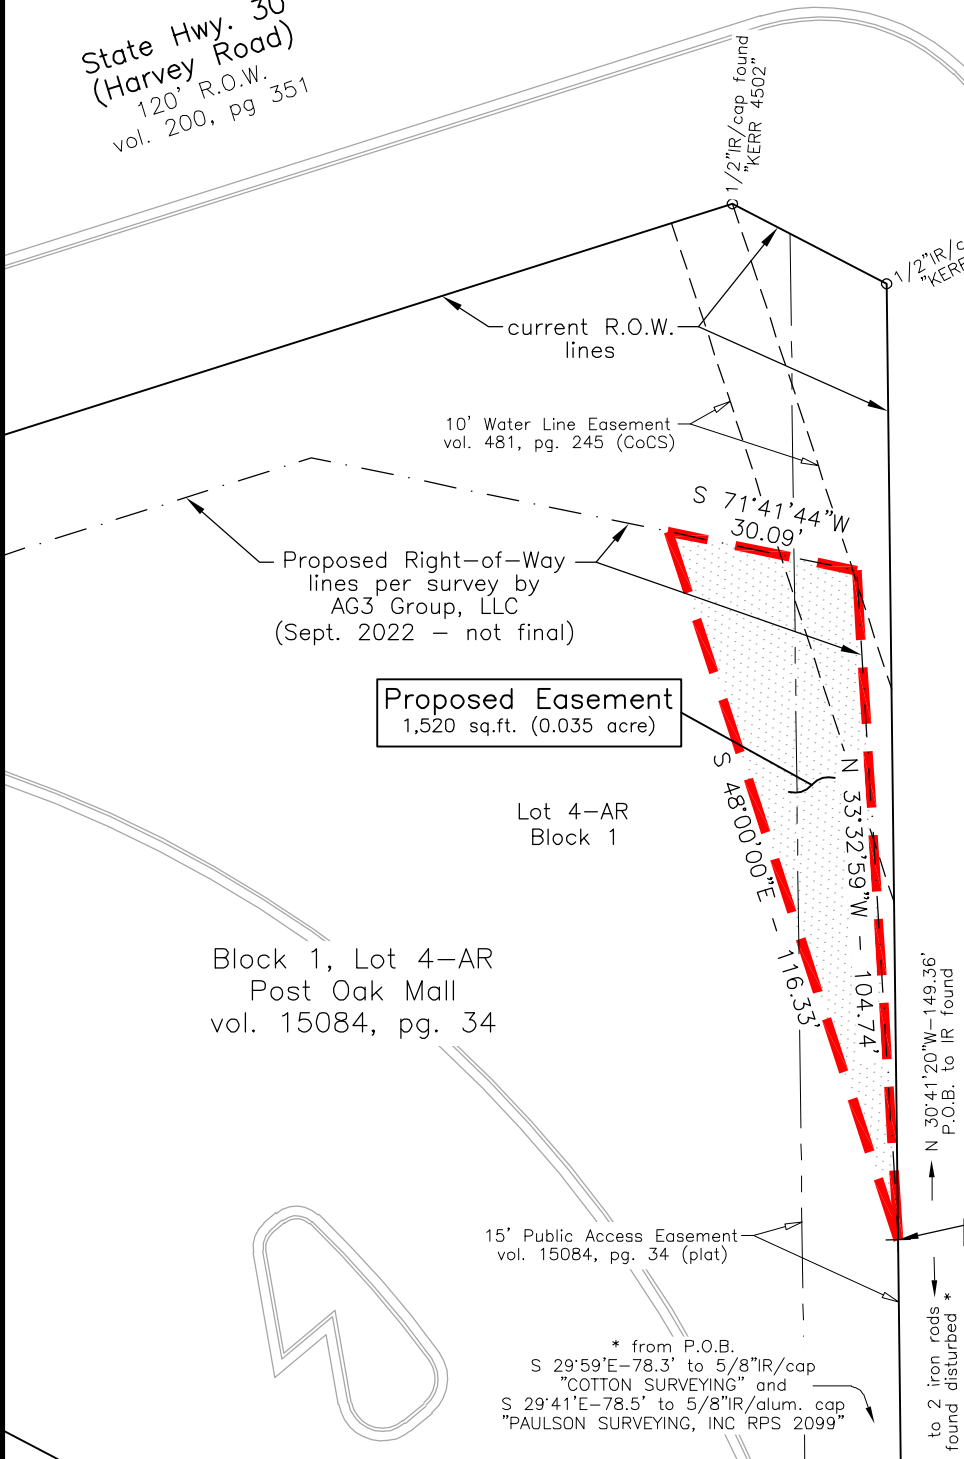 State Hwy. 30
(Harvey Road)
120' R.O.W.
vol. 200, pg 351
1/2"IR/cap found
"KERR 4502"
1/2"IR/c
"KERR
current R.O.W.
lines
10' Water Line Easement
vol. 481, pg. 245 (CoCS)
S 71°41'44"W
30.09'
Proposed Right-of-Way
lines per survey by
AG3 Group, LLC
(Sept. 2022 – not final)
Proposed Easement
1,520 sq.ft. (0.035 acre)
S 48°00'00"E - 116.33'
N 33°32'59"W - 104.74'
Lot 4-AR
Block 1
Block 1, Lot 4-AR
Post Oak Mall
vol. 15084, pg. 34
N 30°41'20"W-149.36'
P.O.B. to IR found
15' Public Access Easement
vol. 15084, pg. 34 (plat)
to 2 iron rods
found disturbed *
* from P.O.B.
S 29°59'E-78.3' to 5/8"IR/cap
"COTTON SURVEYING" and
S 29°41'E-78.5' to 5/8"IR/alum. cap
"PAULSON SURVEYING, INC RPS 2099"